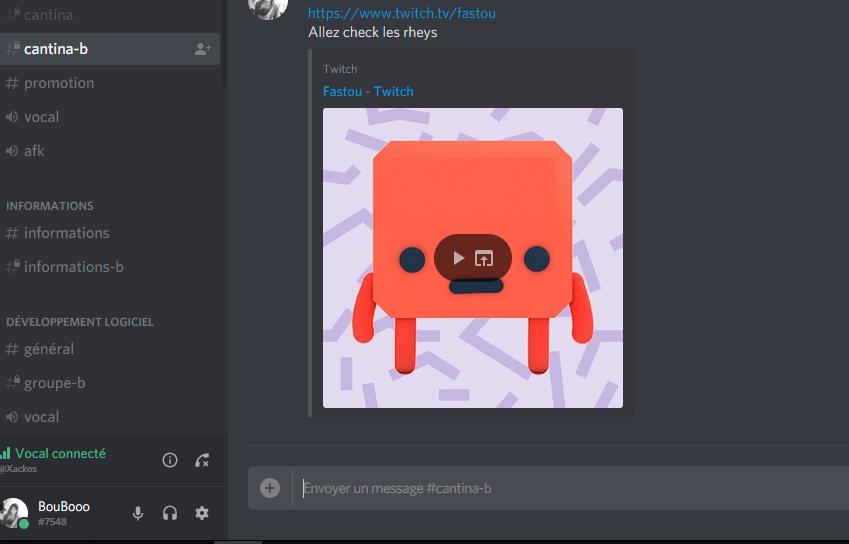 cantina
cantina-b
promotion
vocal
afk
INFORMATIONS
informations
informations-b
DÉVELOPPEMENT LOGICIEL
général
groupe-b
vocal
Vocal connecté
@Xackos
BouBooo
#7548
https://www.twitch.tv/fastou
Allez check les rheys
Twitch
Fastou - Twitch
Envoyer un message #cantina-b